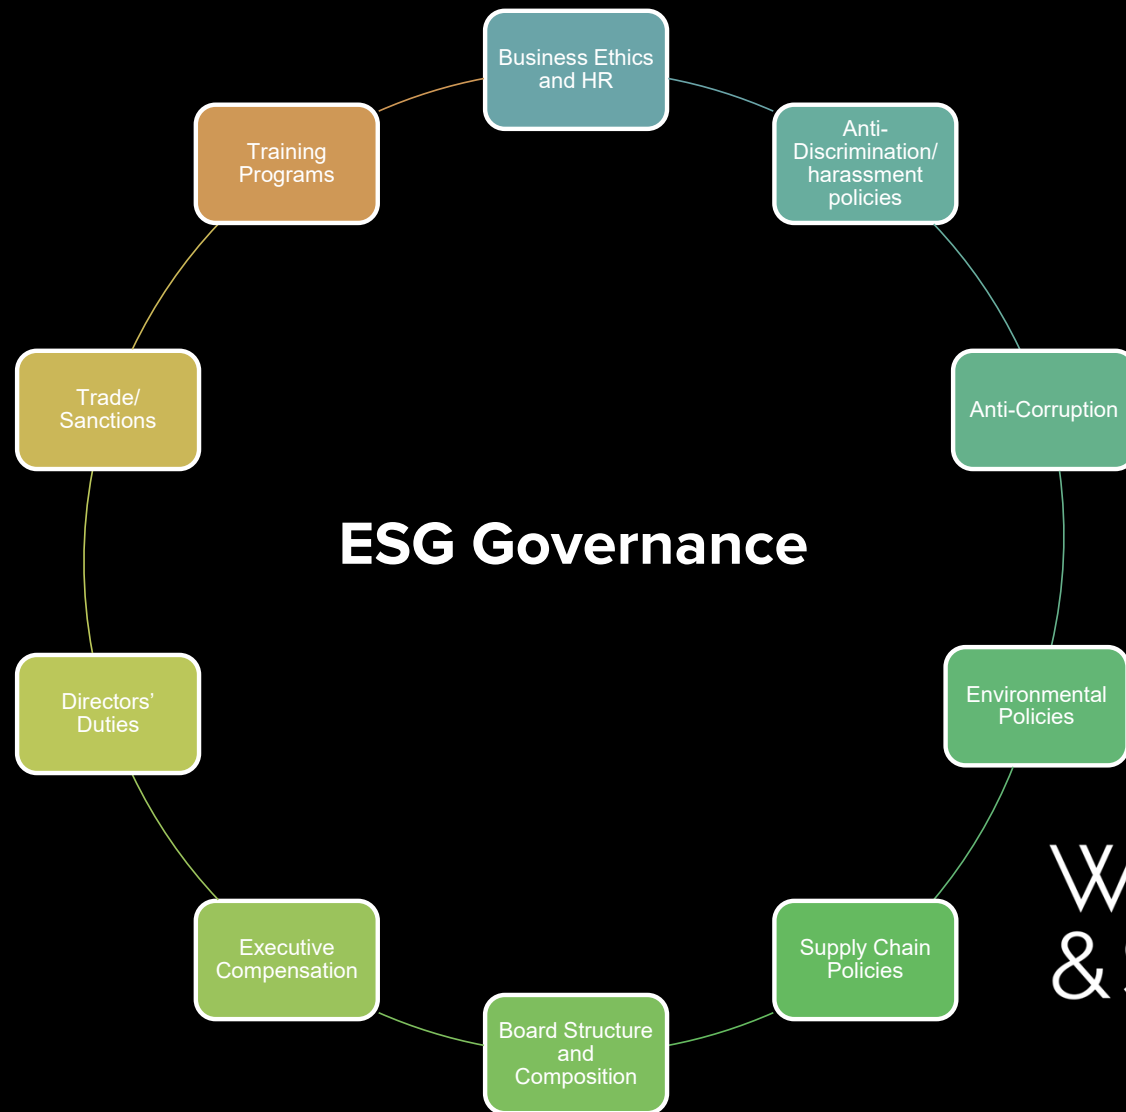 Business Ethics
and HR
Anti-
Discrimination/
harassment
policies
Anti-Corruption
Environmental
Policies
Supply Chain
Policies
Board Structure
and
Composition
Executive
Compensation
Directors’
Duties
Trade/
Sanctions
Training
Programs
ESG Governance
W
&